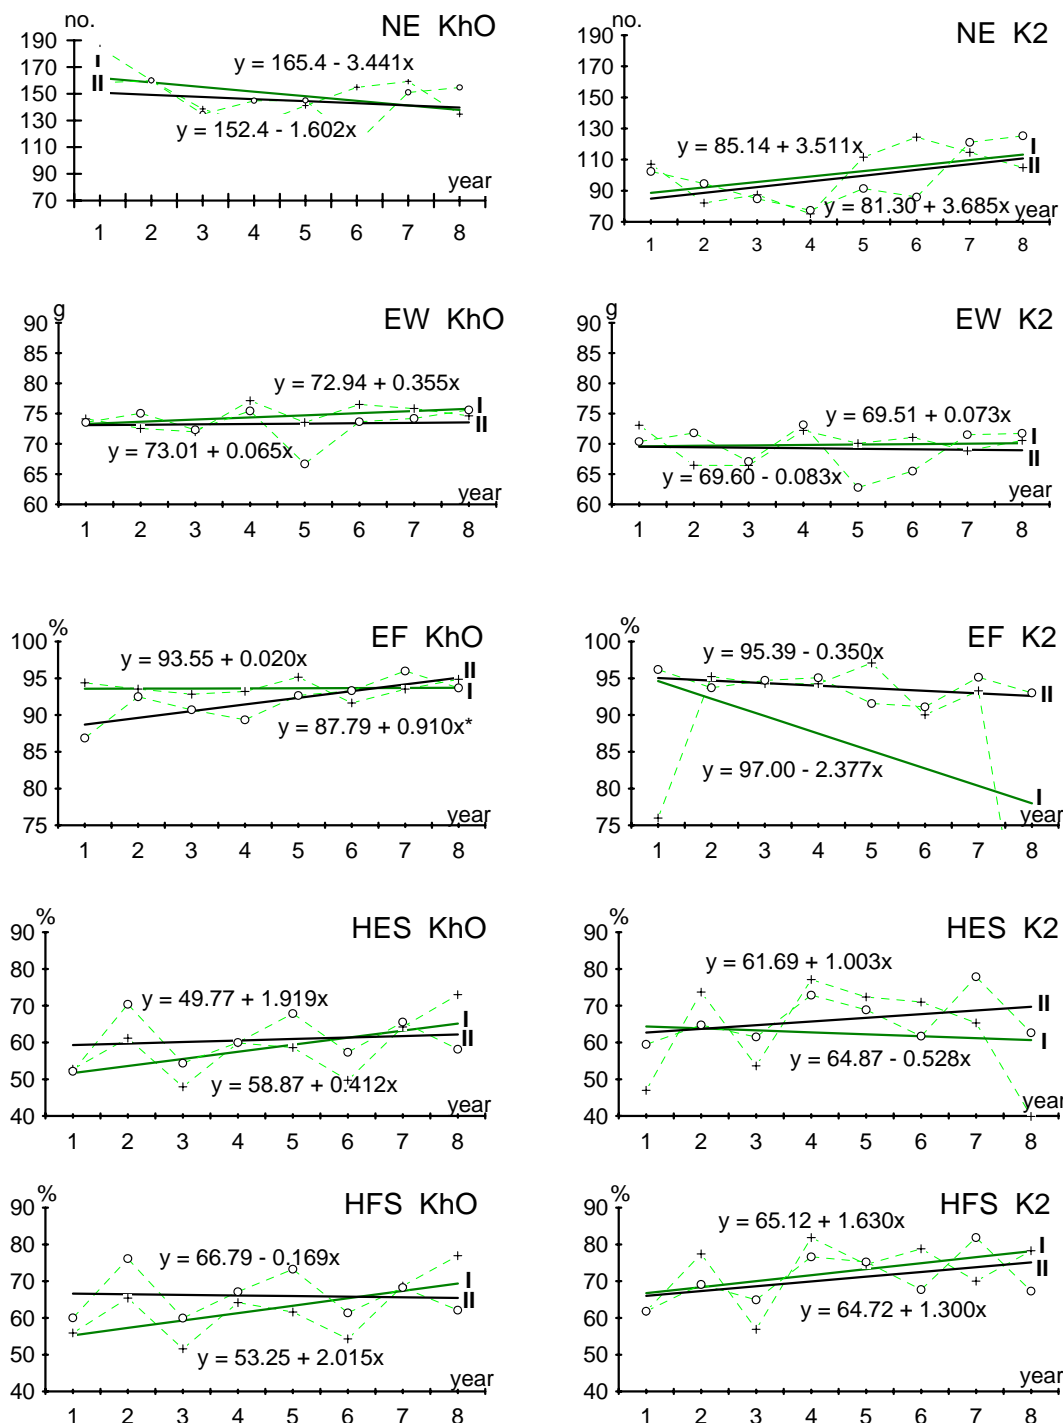 no.
NE KhO
190
170
150
130
110
90
70
I
II
y = 165.4 - 3.441x
y = 152.4 - 1.602x
year
1 2 3 4 5 6 7 8
no.
NE K2
190
170
150
130
110
90
70
y = 85.14 + 3.511x
I
II
y = 81.30 + 3.685x
year
1 2 3 4 5 6 7 8
g
EW KhO
90
85
80
75
70
65
60
y = 72.94 + 0.355x
I
II
y = 73.01 + 0.065x
year
1 2 3 4 5 6 7 8
g
EW K2
90
85
80
75
70
65
60
y = 69.51 + 0.073x
I
II
y = 69.60 - 0.083x
year
1 2 3 4 5 6 7 8
%
EF KhO
100
95
90
85
80
75
y = 93.55 + 0.020x
II
I
y = 87.79 + 0.910x*
year
1 2 3 4 5 6 7 8
%
EF K2
100
95
90
85
80
75
y = 95.39 - 0.350x
II
y = 97.00 - 2.377x
I
year
1 2 3 4 5 6 7 8
%
HES KhO
90
80
70
60
50
40
y = 49.77 + 1.919x
I
II
y = 58.87 + 0.412x
year
1 2 3 4 5 6 7 8
%
HES K2
90
80
70
60
50
40
y = 61.69 + 1.003x
II
I
y = 64.87 - 0.528x
year
1 2 3 4 5 6 7 8
%
HFS KhO
90
80
70
60
50
40
y = 66.79 - 0.169x
I
II
y = 53.25 + 2.015x
year
1 2 3 4 5 6 7 8
%
HFS K2
90
80
70
60
50
40
y = 65.12 + 1.630x
I
II
y = 64.72 + 1.300x
year
1 2 3 4 5 6 7 8